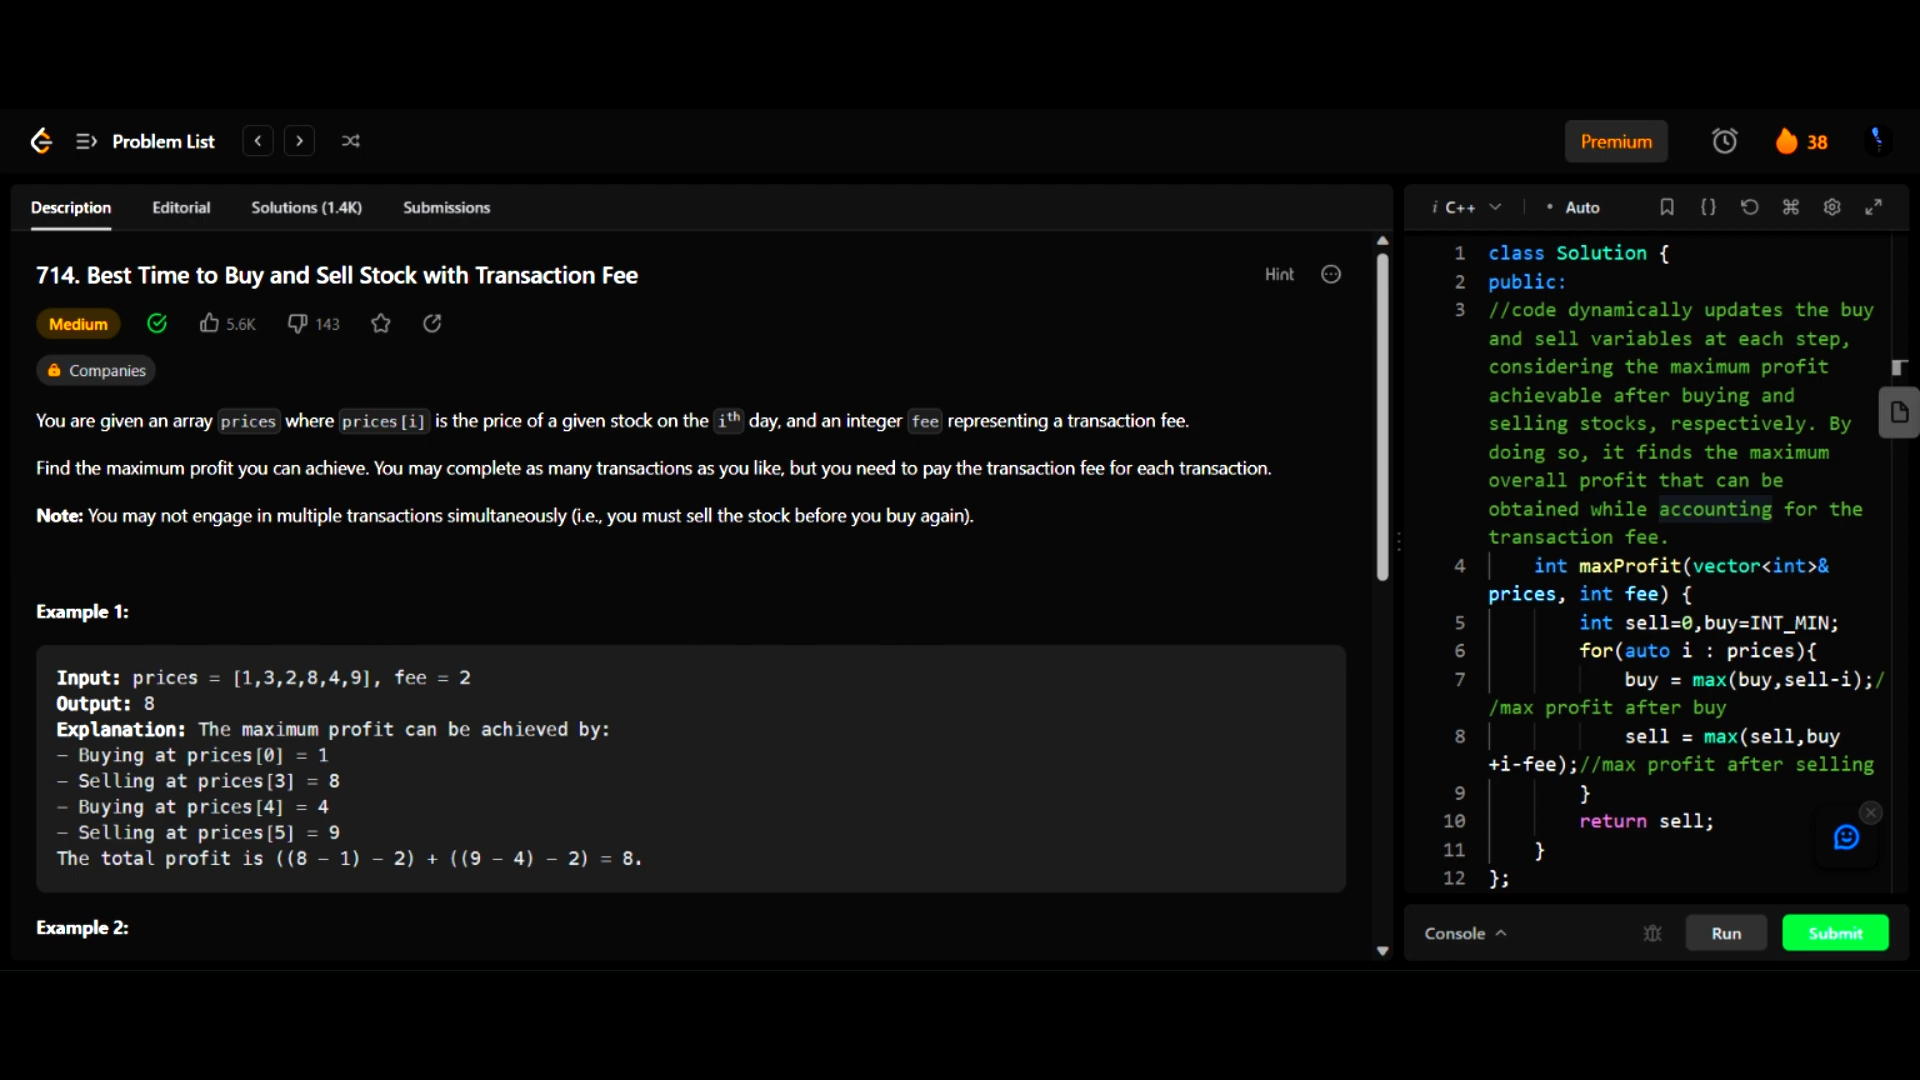 Problem List
Premium
38
Description
Editorial
Solutions (1.4K)
Submissions
714. Best Time to Buy and Sell Stock with Transaction Fee
Hint
Medium
5.6K
143
Companies
You are given an array prices where prices[i] is the price of a given stock on the ith day, and an integer fee representing a transaction fee.
Find the maximum profit you can achieve. You may complete as many transactions as you like, but you need to pay the transaction fee for each transaction.
Note: You may not engage in multiple transactions simultaneously (i.e., you must sell the stock before you buy again).
Example 1:
Input: prices = [1,3,2,8,4,9], fee = 2
Output: 8
Explanation: The maximum profit can be achieved by:
- Buying at prices[0] = 1
- Selling at prices[3] = 8
- Buying at prices[4] = 4
- Selling at prices[5] = 9
The total profit is ((8 - 1) - 2) + ((9 - 4) - 2) = 8.
Example 2:
i C++
• Auto
1 class Solution {
2 public:
3 //code dynamically updates the buy
and sell variables at each step,
considering the maximum profit
achievable after buying and
selling stocks, respectively. By
doing so, it finds the maximum
overall profit that can be
obtained while accounting for the
transaction fee.
4 int maxProfit(vector<int>&
prices, int fee) {
5 int sell=0,buy=INT_MIN;
6 for(auto i : prices){
7 buy = max(buy,sell-i);/
/max profit after buy
8 sell = max(sell,buy
+i-fee);//max profit after selling
9 }
10 return sell;
11 }
12 };
Console
Run
Submit